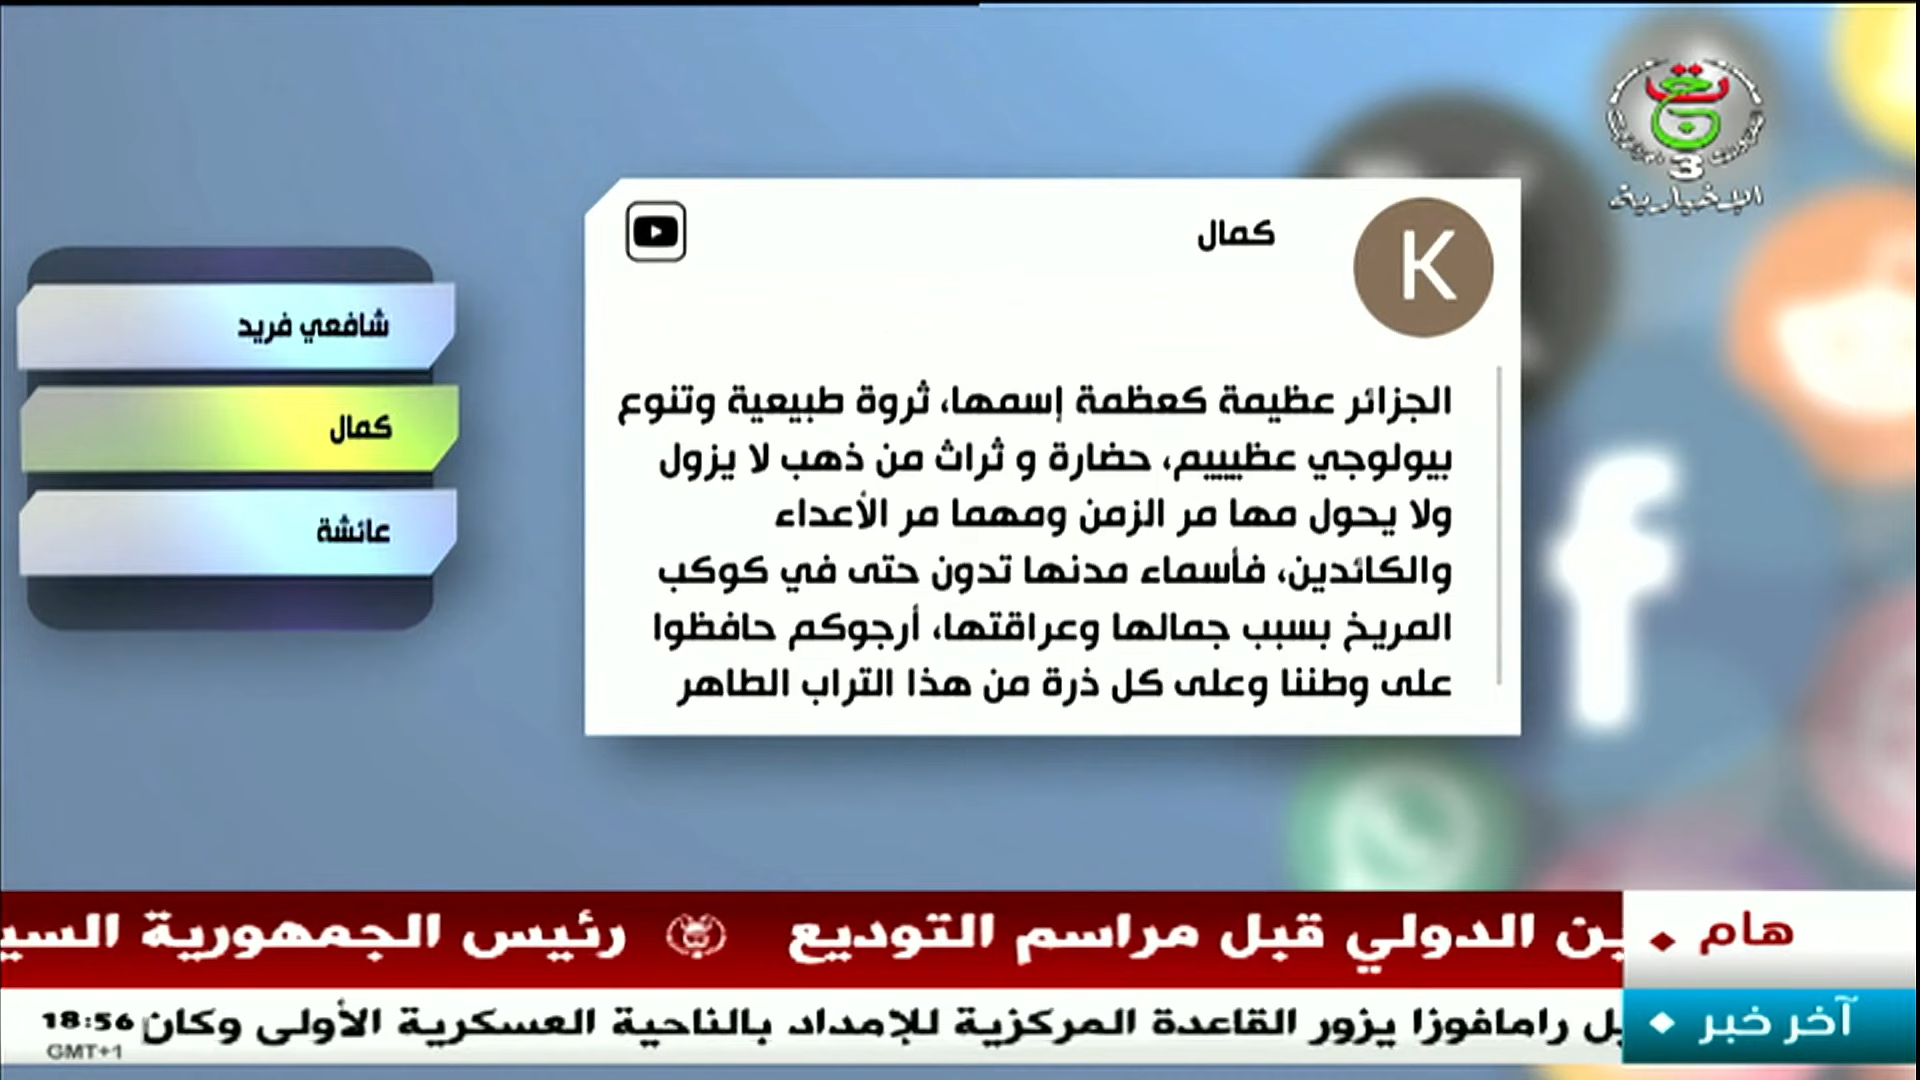 3
الإخبارية
K
كمال
الجزائر عظيمة كعظمة إسمها، ثروة طبيعية وتنوع
بيولوجي عظيييم، حضارة و ثراث من ذهب لا يزول
ولا يحول مها مر الزمن ومهما مر الأعداء
والكائدين، فأسماء مدنها تدون حتى في كوكب
المريخ بسبب جمالها وعراقتها، أرجوكم حافظوا
على وطننا وعلى كل ذرة من هذا التراب الطاهر
شافعي فريد
كمال
عائشة
هام
ين الدولي قبل مراسم التوديع رئيس الجمهورية السي
آخر خبر
يل رامافوزا يزور القاعدة المركزية للإمداد بالناحية العسكرية الأولى وكان
18:56
GMT+1